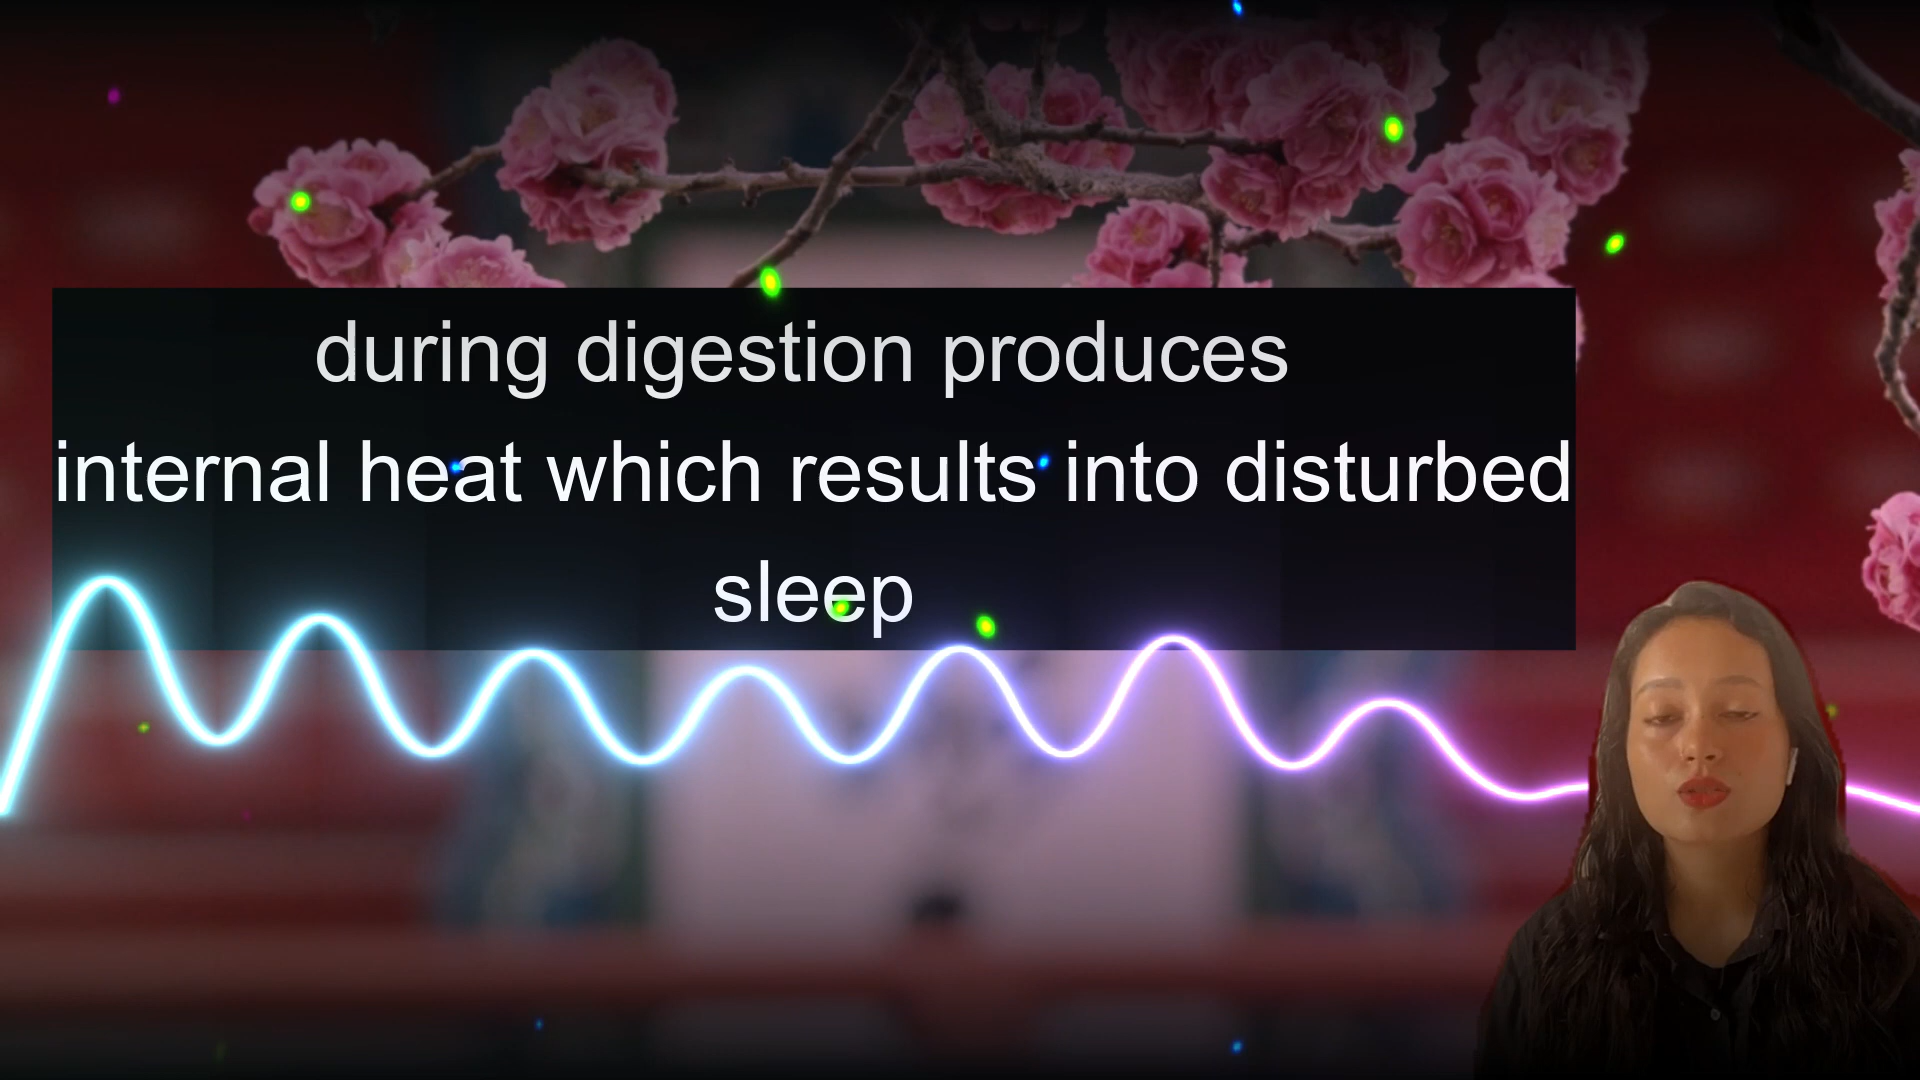 during digestion produces
internal heat which results into disturbed
sleep